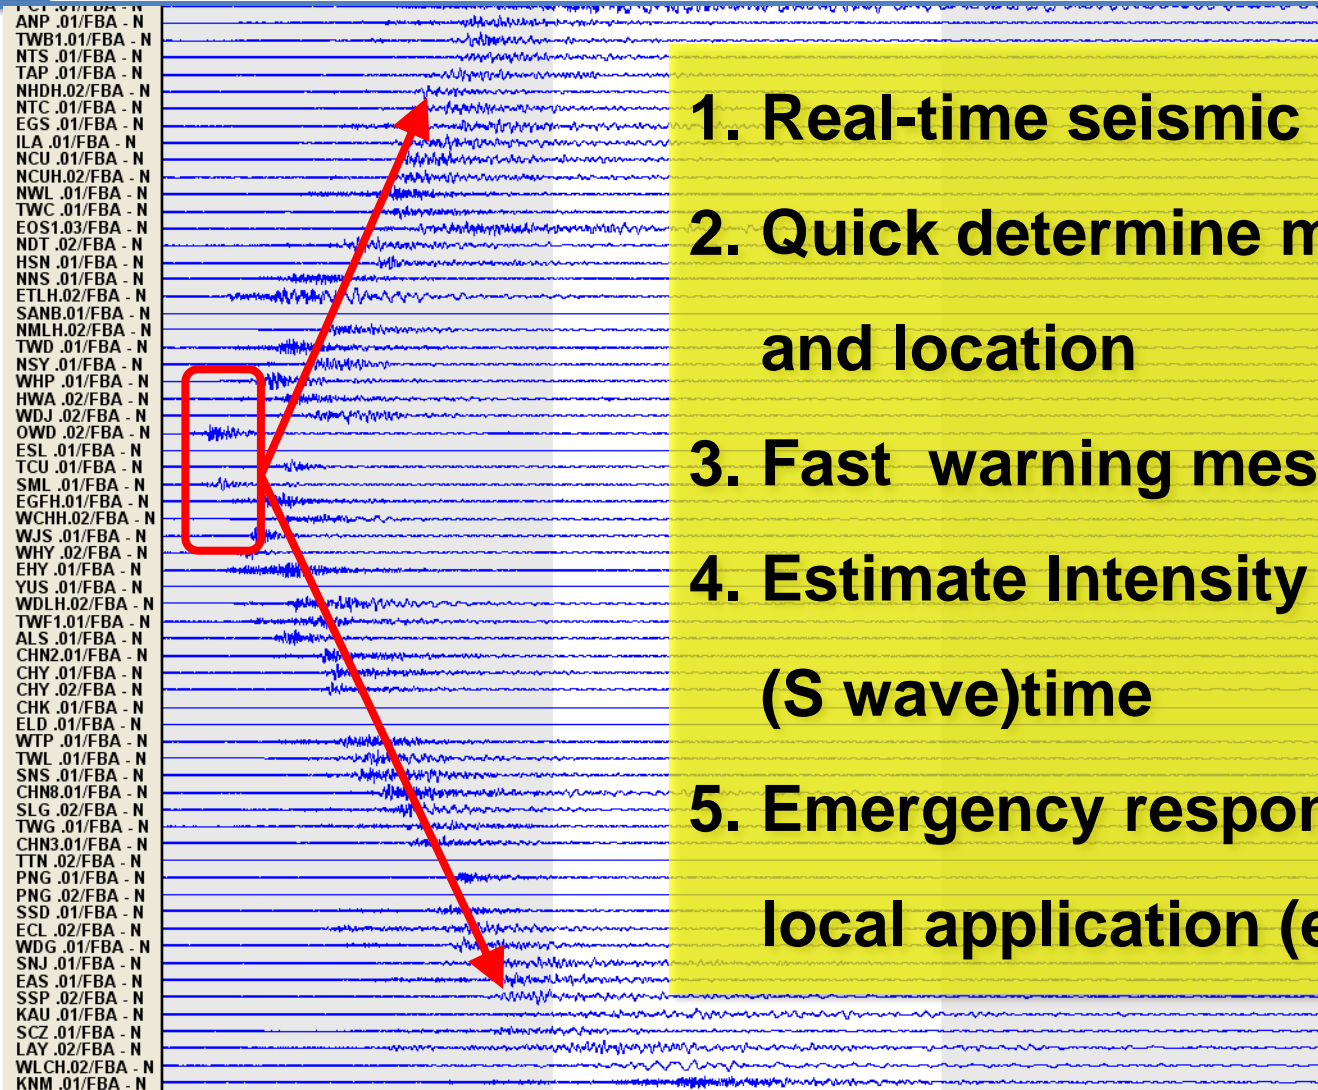 ANP .01/FBA - N
TWB1.01/FBA - N
NTS .01/FBA - N
TAP .01/FBA - N
NHDH.02/FBA - N
NTC .01/FBA - N
EGS .01/FBA - N
ILA .01/FBA - N
NCU .01/FBA - N
NCUH.02/FBA - N
NWL .01/FBA - N
TWC .01/FBA - N
EOS1.03/FBA - N
NDT .02/FBA - N
HSN .01/FBA - N
NNS .01/FBA - N
ETLH.02/FBA - N
SANB.01/FBA - N
NMLH.02/FBA - N
TWD .01/FBA - N
NSY .01/FBA - N
WHP .01/FBA - N
HWA .02/FBA - N
WDJ .02/FBA - N
OWD .02/FBA - N
ESL .01/FBA - N
TCU .01/FBA - N
SML .01/FBA - N
EGFH.01/FBA - N
WCHH.02/FBA - N
WJS .01/FBA - N
WHY .02/FBA - N
EHY .01/FBA - N
YUS .01/FBA - N
WDLH.02/FBA - N
TWF1.01/FBA - N
ALS .01/FBA - N
CHN2.01/FBA - N
CHY .01/FBA - N
CHY .02/FBA - N
CHK .01/FBA - N
ELD .01/FBA - N
WTP .01/FBA - N
TWL .01/FBA - N
SNS .01/FBA - N
CHN8.01/FBA - N
SLG .02/FBA - N
TWG .01/FBA - N
CHN3.01/FBA - N
TTN .02/FBA - N
PNG .01/FBA - N
PNG .02/FBA - N
SSD .01/FBA - N
ECL .02/FBA - N
WDG .01/FBA - N
SNJ .01/FBA - N
EAS .01/FBA - N
SSP .02/FBA - N
KAU .01/FBA - N
SCZ .01/FBA - N
LAY .02/FBA - N
WLCH.02/FBA - N
KNM .01/FBA - N
1. Real-time seismic
2. Quick determine m
and location
3. Fast warning mes
4. Estimate Intensity
(S wave)time
5. Emergency respor
local application (e